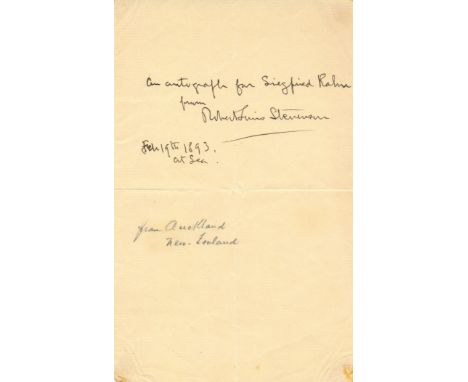 An autograph for Siegfried Rahm
from
Robert Louis Stevenson
Feb 19th 1893.
at Sea.
from Auckland
New-Zealand